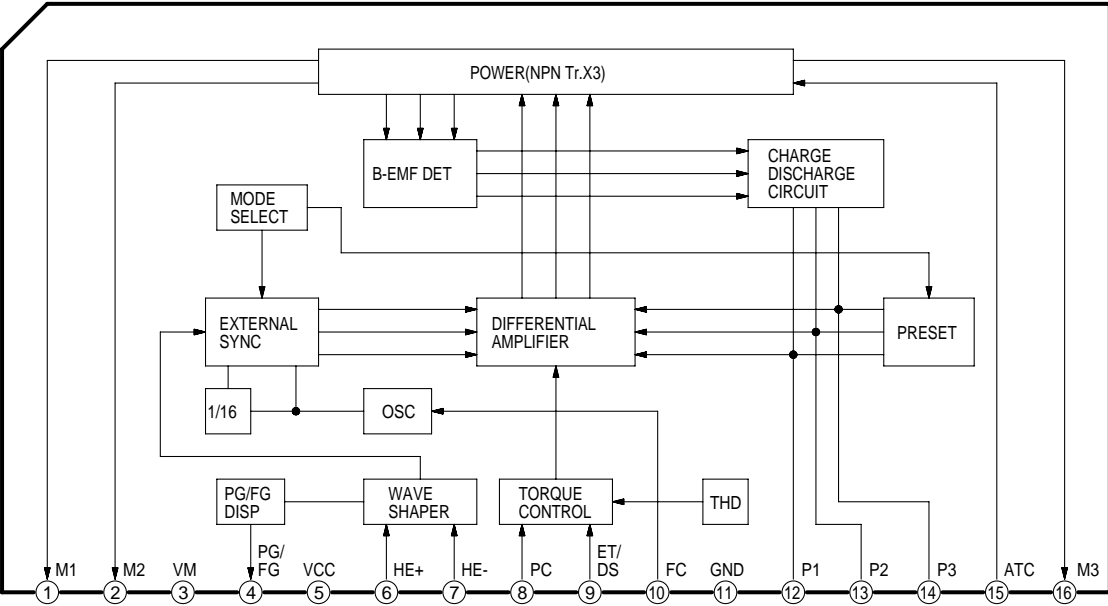 POWER(NPN Tr.X3)
B-EMF DET
CHARGE
DISCHARGE
CIRCUIT
MODE
SELECT
EXTERNAL
SYNC
DIFFERENTIAL
AMPLIFIER
PRESET
1/16
OSC
PG/FG
DISP
WAVE
SHAPER
TORQUE
CONTROL
THD
M1
M2
VM
PG/
FG
VCC
HE+
HE-
PC
ET/
DS
FC
GND
P1
P2
P3
ATC
M3
1
2
3
4
5
6
7
8
9
10
11
12
13
14
15
16